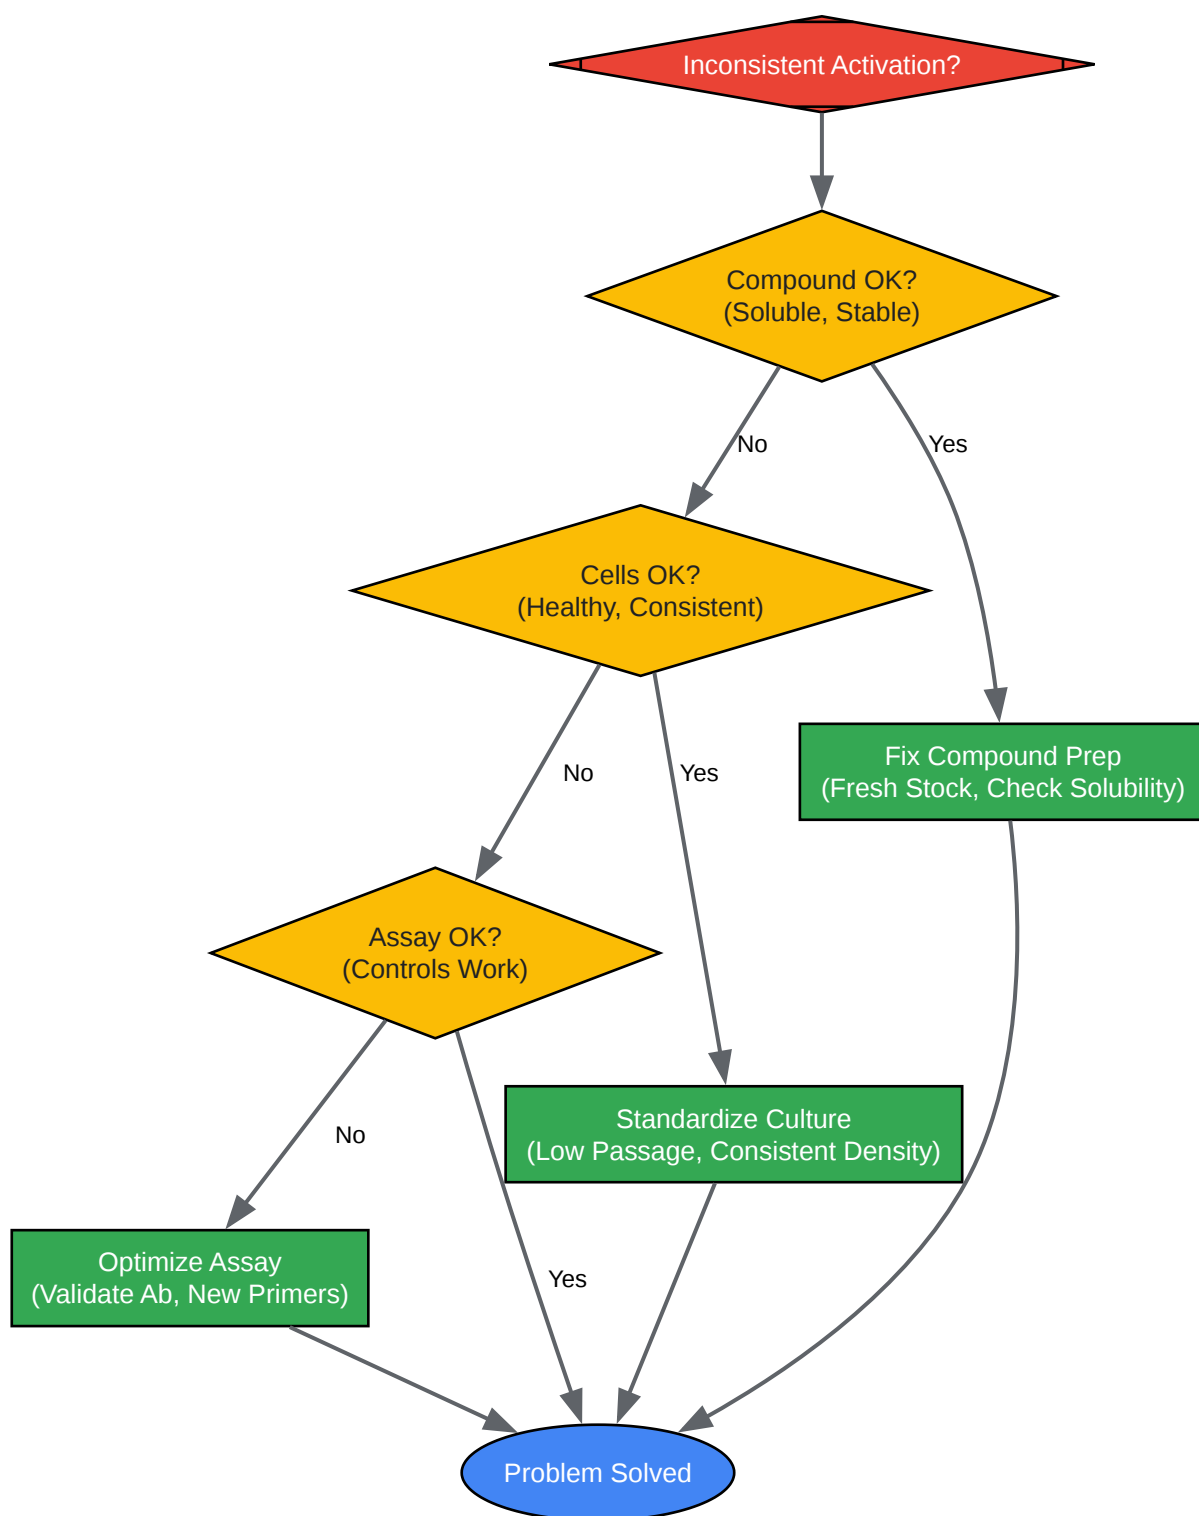 Inconsistent Activation?
Compound OK?
(Soluble, Stable)
No
Yes
Cells OK?
(Healthy, Consistent)
No
Yes
Fix Compound Prep
(Fresh Stock, Check Solubility)
Assay OK?
(Controls Work)
No
Standardize Culture
(Low Passage, Consistent Density)
Optimize Assay
(Validate Ab, New Primers)
Yes
Problem Solved